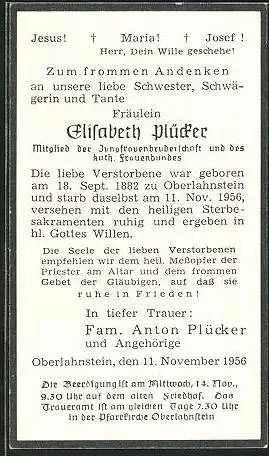 Jesus! † Maria! † Josef!
Herr, Dein Wille geschehe!
Zum frommen Andenken
an unsere liebe Schwester, Schwä-
gerin und Tante
Fräulein
Elisabeth Plücker
Mitglied der Jungfrauenbruderschaft und des
kath. Frauenbundes
Die liebe Verstorbene war geboren
am 18. Sept. 1882 zu Oberlahnstein
und starb daselbst am 11. Nov. 1956,
versehen mit den heiligen Sterbe-
sakramenten ruhig und ergeben in
hl. Gottes Willen.
Die Seele der lieben Verstorbenen
empfehlen wir dem heil. Meßopfer der
Priester am Altar und dem frommen
Gebet der Gläubigen, auf daß sie
ruhe in Frieden!
In tiefer Trauer:
Fam. Anton Plücker
und Angehörige
Oberlahnstein, den 11. November 1956
Die Beerdigung ist am Mittwoch, 14. Nov.,
9.30 Uhr auf dem alten Friedhof. Das
Traueramt ist am gleichen Tage 7.30 Uhr
in der Pfarrkirche Oberlahnstein